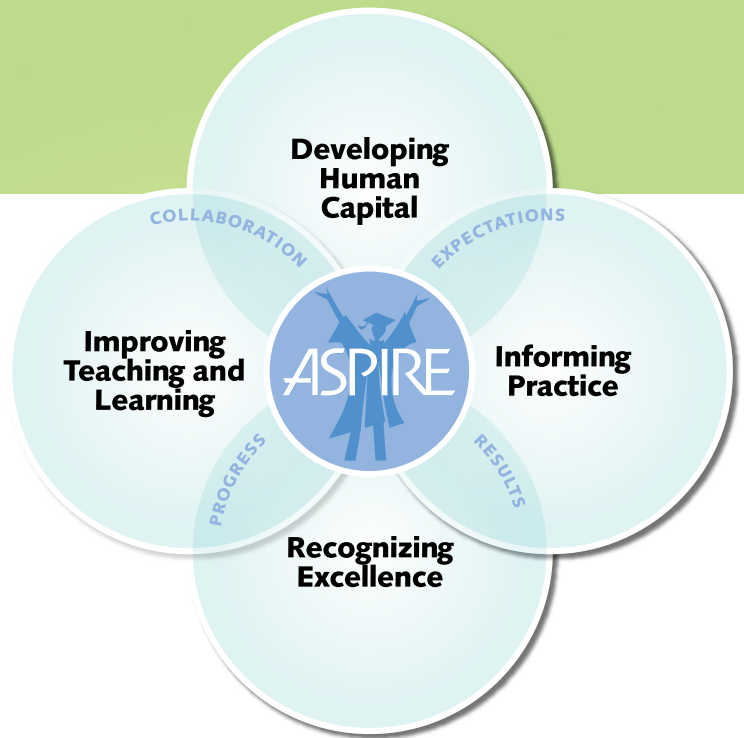 Developing
Human
Capital
COLLABORATION
EXPECTATIONS
Improving
Teaching and
Learning
ASPIRE
Informing
Practice
PROGRESS
RESULTS
Recognizing
Excellence